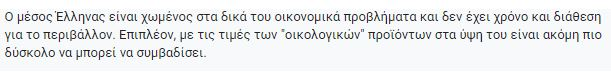 Ο μέσος Έλληνας είναι χωμένος στα δικά του οικονομικά προβλήματα και δεν έχει χρόνο και διάθεση
για το περιβάλλον. Επιπλέον, με τις τιμές των "οικολογικών" προϊόντων στα ύψη του είναι ακόμη πιο
δύσκολο να μπορεί να συμβαδίσει.